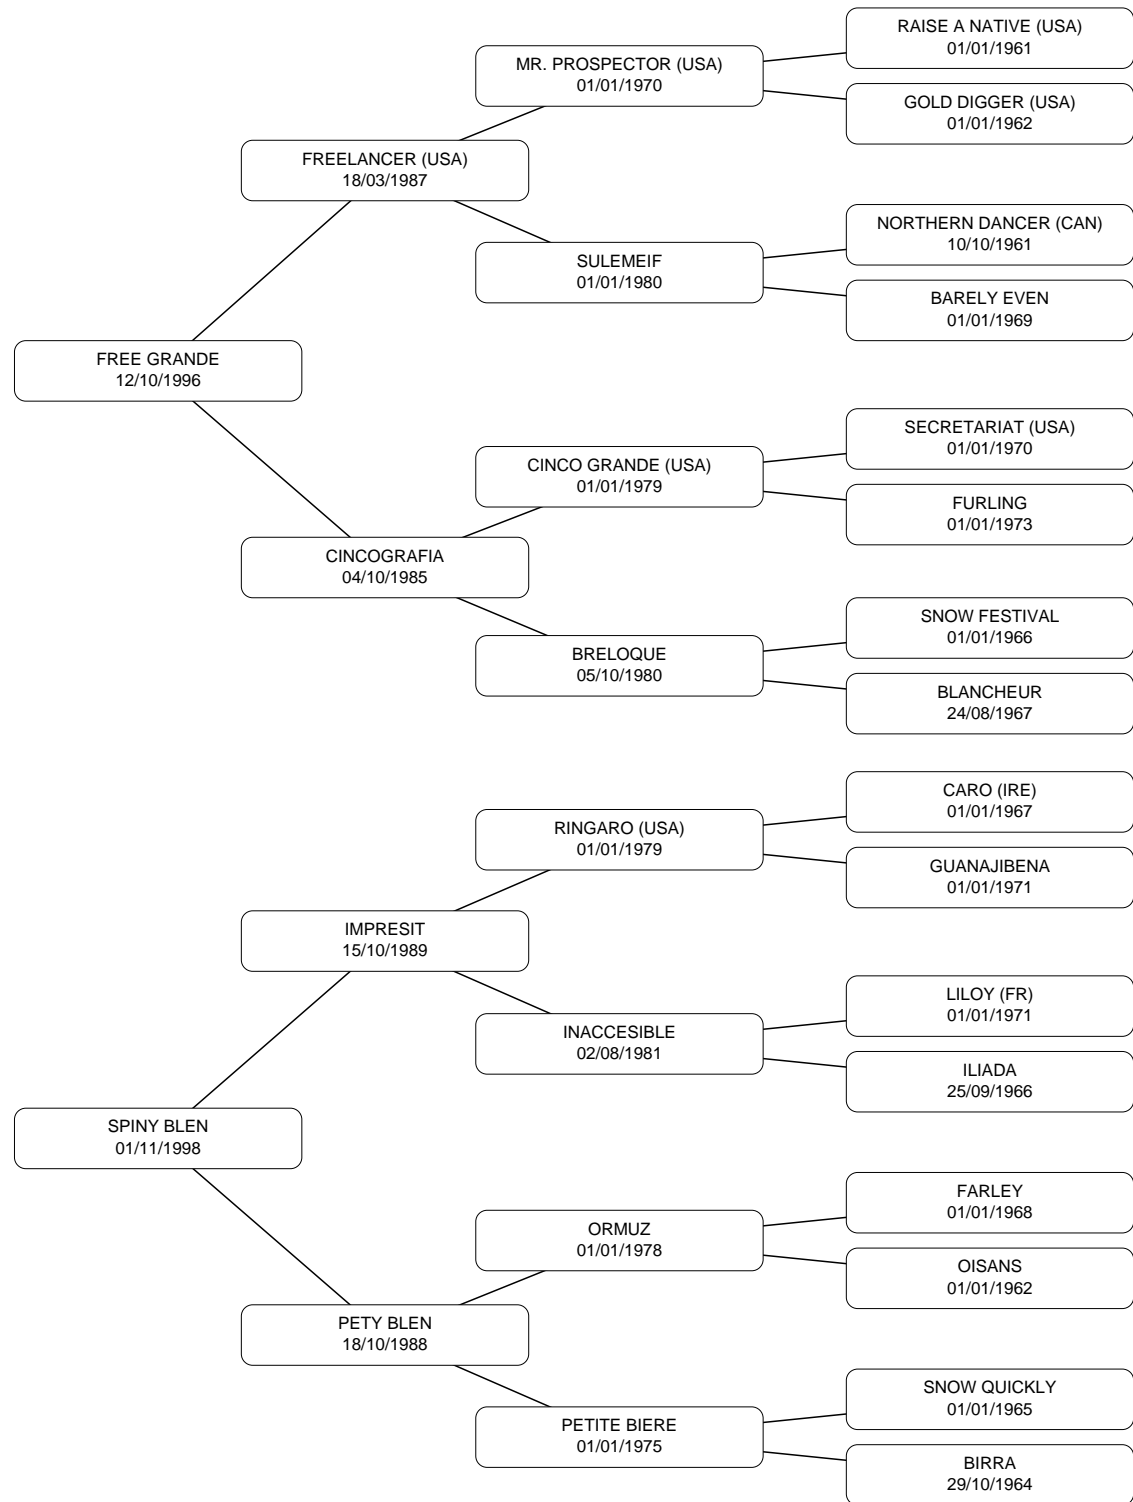 RAISE A NATIVE (USA)
01/01/1961
MR. PROSPECTOR (USA)
01/01/1970
GOLD DIGGER (USA)
01/01/1962
FREELANCER (USA)
18/03/1987
NORTHERN DANCER (CAN)
10/10/1961
SULEMEIF
01/01/1980
BARELY EVEN
01/01/1969
FREE GRANDE
12/10/1996
SECRETARIAT (USA)
01/01/1970
CINCO GRANDE (USA)
01/01/1979
FURLING
01/01/1973
CINCOGRAFIA
04/10/1985
SNOW FESTIVAL
01/01/1966
BRELOQUE
05/10/1980
BLANCHEUR
24/08/1967
CARO (IRE)
01/01/1967
RINGARO (USA)
01/01/1979
GUANAJIBENA
01/01/1971
IMPRESIT
15/10/1989
LILOY (FR)
01/01/1971
INACCESIBLE
02/08/1981
ILIADA
25/09/1966
SPINY BLEN
01/11/1998
FARLEY
01/01/1968
ORMUZ
01/01/1978
OISANS
01/01/1962
PETY BLEN
18/10/1988
SNOW QUICKLY
01/01/1965
PETITE BIERE
01/01/1975
BIRRA
29/10/1964